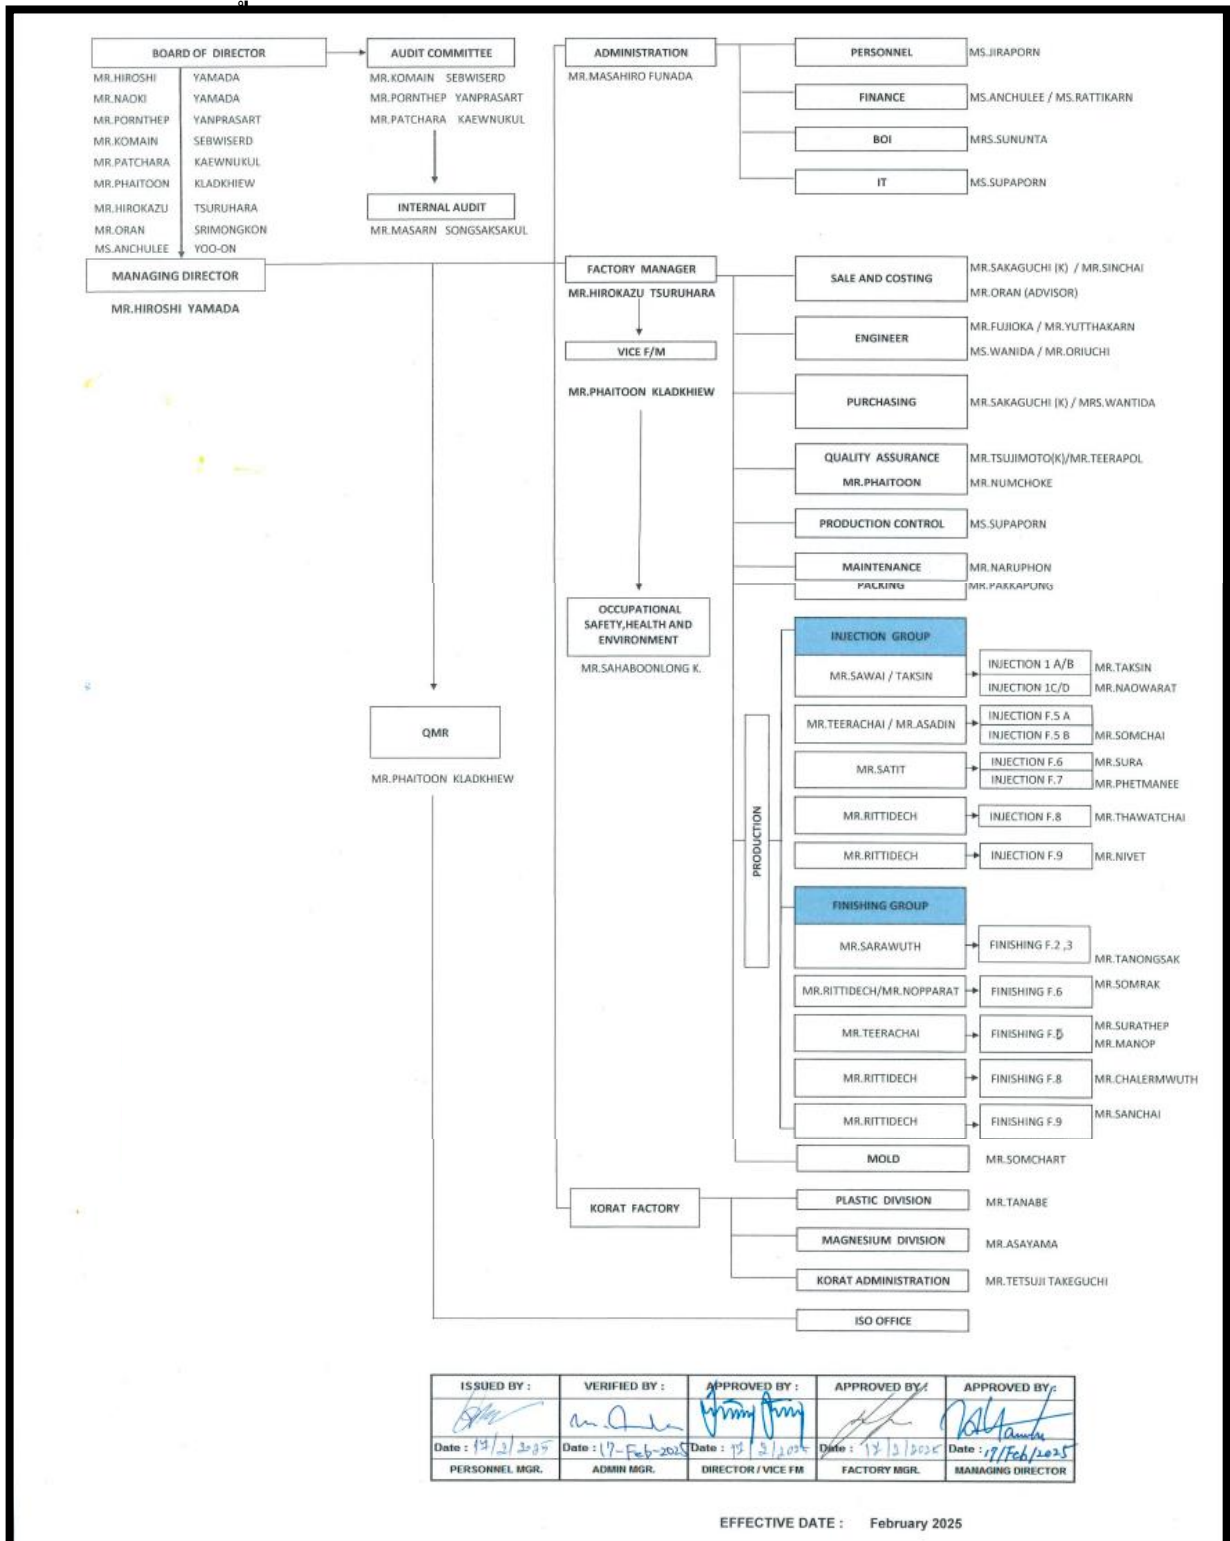 BOARD OF DIRECTOR
MR.HIROSHI YAMADA
MR.NAOKI YAMADA
MR.PORNTHEP YANPRASART
MR.KOMAIN SEBWISERD
MR.PATCHARA KAEWNUKUL
MR.PHAITOON KLADKHIEW
MR.HIROKAZU TSURUHARA
MR.ORAN SRIMONGKON
MS.ANCHULEE YOO-ON
MANAGING DIRECTOR
MR.HIROSHI YAMADA
AUDIT COMMITTEE
MR.KOMAIN SEBWISERD
MR.PORNTHEP YANPRASART
MR.PATCHARA KAEWNUKUL
INTERNAL AUDIT
MR.MASARN SONGSAKSAKUL
QMR
MR.PHAITOON KLADKHIEW
ADMINISTRATION
MR.MASAHIRO FUNADA
PERSONNEL MS.JIRAPORN
FINANCE MS.ANCHULEE / MS.RATTIKARN
BOI MRS.SUNUNTA
IT MS.SUPAPORN
FACTORY MANAGER
MR.HIROKAZU TSURUHARA
VICE F/M
MR.PHAITOON KLADKHIEW
OCCUPATIONAL
SAFETY,HEALTH AND
ENVIRONMENT
MR.SAHABOONLONG K.
SALE AND COSTING
MR.SAKAGUCHI (K) / MR.SINCHAI
MR.ORAN (ADVISOR)
ENGINEER
MR.FUJIOKA / MR.YUTTHAKARN
MS.WANIDA / MR.ORIUCHI
PURCHASING MR.SAKAGUCHI (K) / MRS.WANTIDA
QUALITY ASSURANCE MR.TSUJIMOTO(K)/MR.TEERAPOL
MR.PHAITOON MR.NUMCHOKE
PRODUCTION CONTROL MS.SUPAPORN
MAINTENANCE MR.NARUPHON
PACKING MR.PAKKAPONG
PRODUCTION
INJECTION GROUP
MR.SAWAI / TAKSIN
INJECTION 1 A/B MR.TAKSIN
INJECTION 1C/D MR.NAOWARAT
MR.TEERACHAI / MR.ASADIN
INJECTION F.5 A
INJECTION F.5 B MR.SOMCHAI
MR.SATIT
INJECTION F.6 MR.SURA
INJECTION F.7 MR.PHETMANEE
MR.RITTIDECH INJECTION F.8 MR.THAWATCHAI
MR.RITTIDECH INJECTION F.9 MR.NIVET
FINISHING GROUP
MR.SARAWUTH FINISHING F.2 ,3 MR.TANONGSAK
MR.RITTIDECH/MR.NOPPARAT FINISHING F.6 MR.SOMRAK
MR.TEERACHAI FINISHING F.5 MR.SURATHEP
MR.MANOP
MR.RITTIDECH FINISHING F.8 MR.CHALERMWUTH
MR.RITTIDECH FINISHING F.9 MR.SANCHAI
MOLD MR.SOMCHART
KORAT FACTORY
PLASTIC DIVISION MR.TANABE
MAGNESIUM DIVISION MR.ASAYAMA
KORAT ADMINISTRATION MR.TETSUJI TAKEGUCHI
ISO OFFICE
ISSUED BY : VERIFIED BY : APPROVED BY : APPROVED BY : APPROVED BY :
Date : 17/2/2025 Date : 17-Feb-2025 Date : 17/2/2025 Date : 17/2/2025 Date : 17/Feb/2025
PERSONNEL MGR. ADMIN MGR. DIRECTOR / VICE FM FACTORY MGR. MANAGING DIRECTOR
EFFECTIVE DATE : February 2025